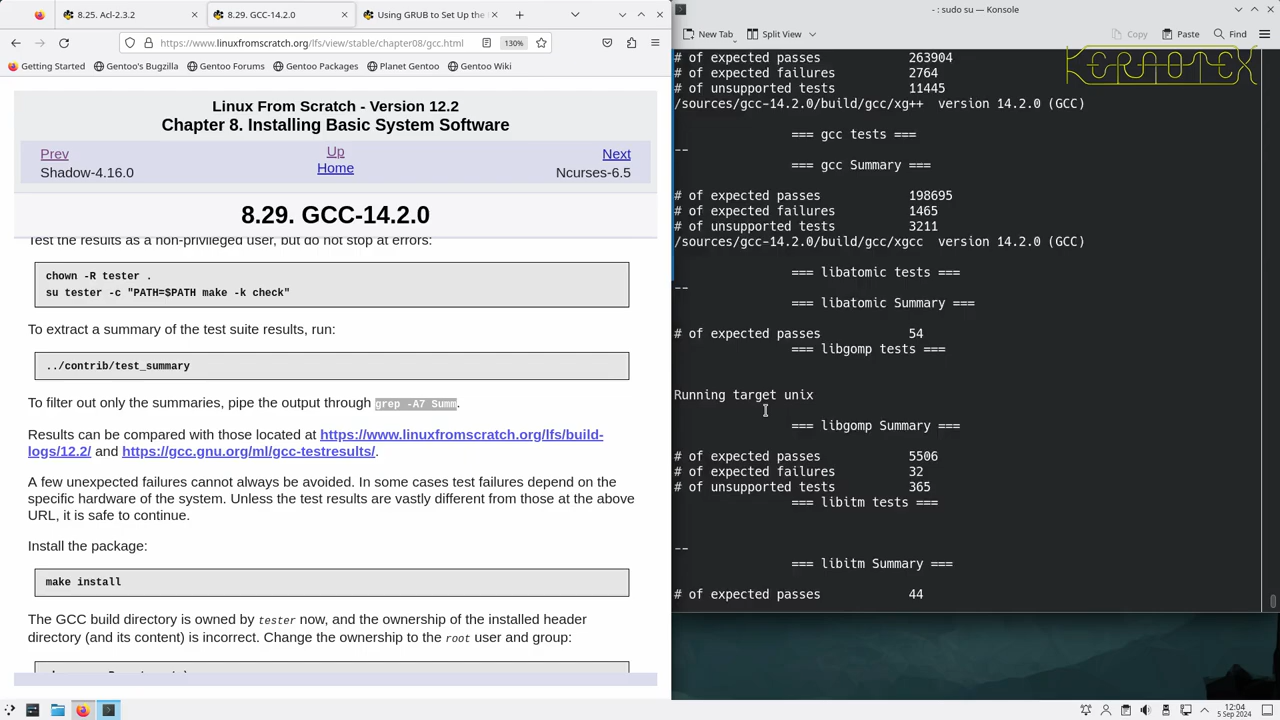 8.25. Acl-2.3.2
8.29. GCC-14.2.0
Using GRUB to Set Up the
https://www.linuxfromscratch.org/lfs/view/stable/chapter08/gcc.html
130%
Getting Started
Gentoo's Bugzilla
Gentoo Forums
Gentoo Packages
Planet Gentoo
Gentoo Wiki
Linux From Scratch - Version 12.2
Chapter 8. Installing Basic System Software
Prev
Up
Next
Shadow-4.16.0
Home
Ncurses-6.5
8.29. GCC-14.2.0
Test the results as a non-privileged user, but do not stop at errors:
chown -R tester .
su tester -c "PATH=$PATH make -k check"
To extract a summary of the test suite results, run:
../contrib/test_summary
To filter out only the summaries, pipe the output through grep -A7 Summ.
Results can be compared with those located at https://www.linuxfromscratch.org/lfs/build-
logs/12.2/ and https://gcc.gnu.org/ml/gcc-testresults/.
A few unexpected failures cannot always be avoided. In some cases test failures depend on the
specific hardware of the system. Unless the test results are vastly different from those at the above
URL, it is safe to continue.
Install the package:
make install
The GCC build directory is owned by tester now, and the ownership of the installed header
directory (and its content) is incorrect. Change the ownership to the root user and group:
- : sudo su — Konsole
New Tab
Split View
Copy
Paste
Find
KERNOTEX
# of expected passes 263904
# of expected failures 2764
# of unsupported tests 11445
/sources/gcc-14.2.0/build/gcc/xg++ version 14.2.0 (GCC)
=== gcc tests ===
--
=== gcc Summary ===
# of expected passes 198695
# of expected failures 1465
# of unsupported tests 3211
/sources/gcc-14.2.0/build/gcc/xgcc version 14.2.0 (GCC)
=== libatomic tests ===
--
=== libatomic Summary ===
# of expected passes 54
=== libgomp tests ===
Running target unix
=== libgomp Summary ===
# of expected passes 5506
# of expected failures 32
# of unsupported tests 365
=== libitm tests ===
--
=== libitm Summary ===
# of expected passes 44
12:04
5 Sep 2024